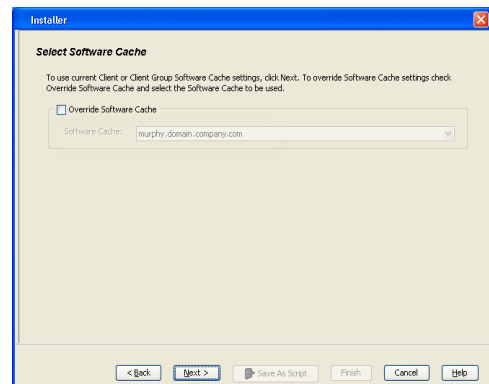 Installer
Select Software Cache
To use current Client or Client Group Software Cache settings, click Next. To override Software Cache settings check
Override Software Cache and select the Software Cache to be used.
Override Software Cache
Software Cache: murphy.domain.company.com
< Back Next > Save As Script Finish Cancel Help